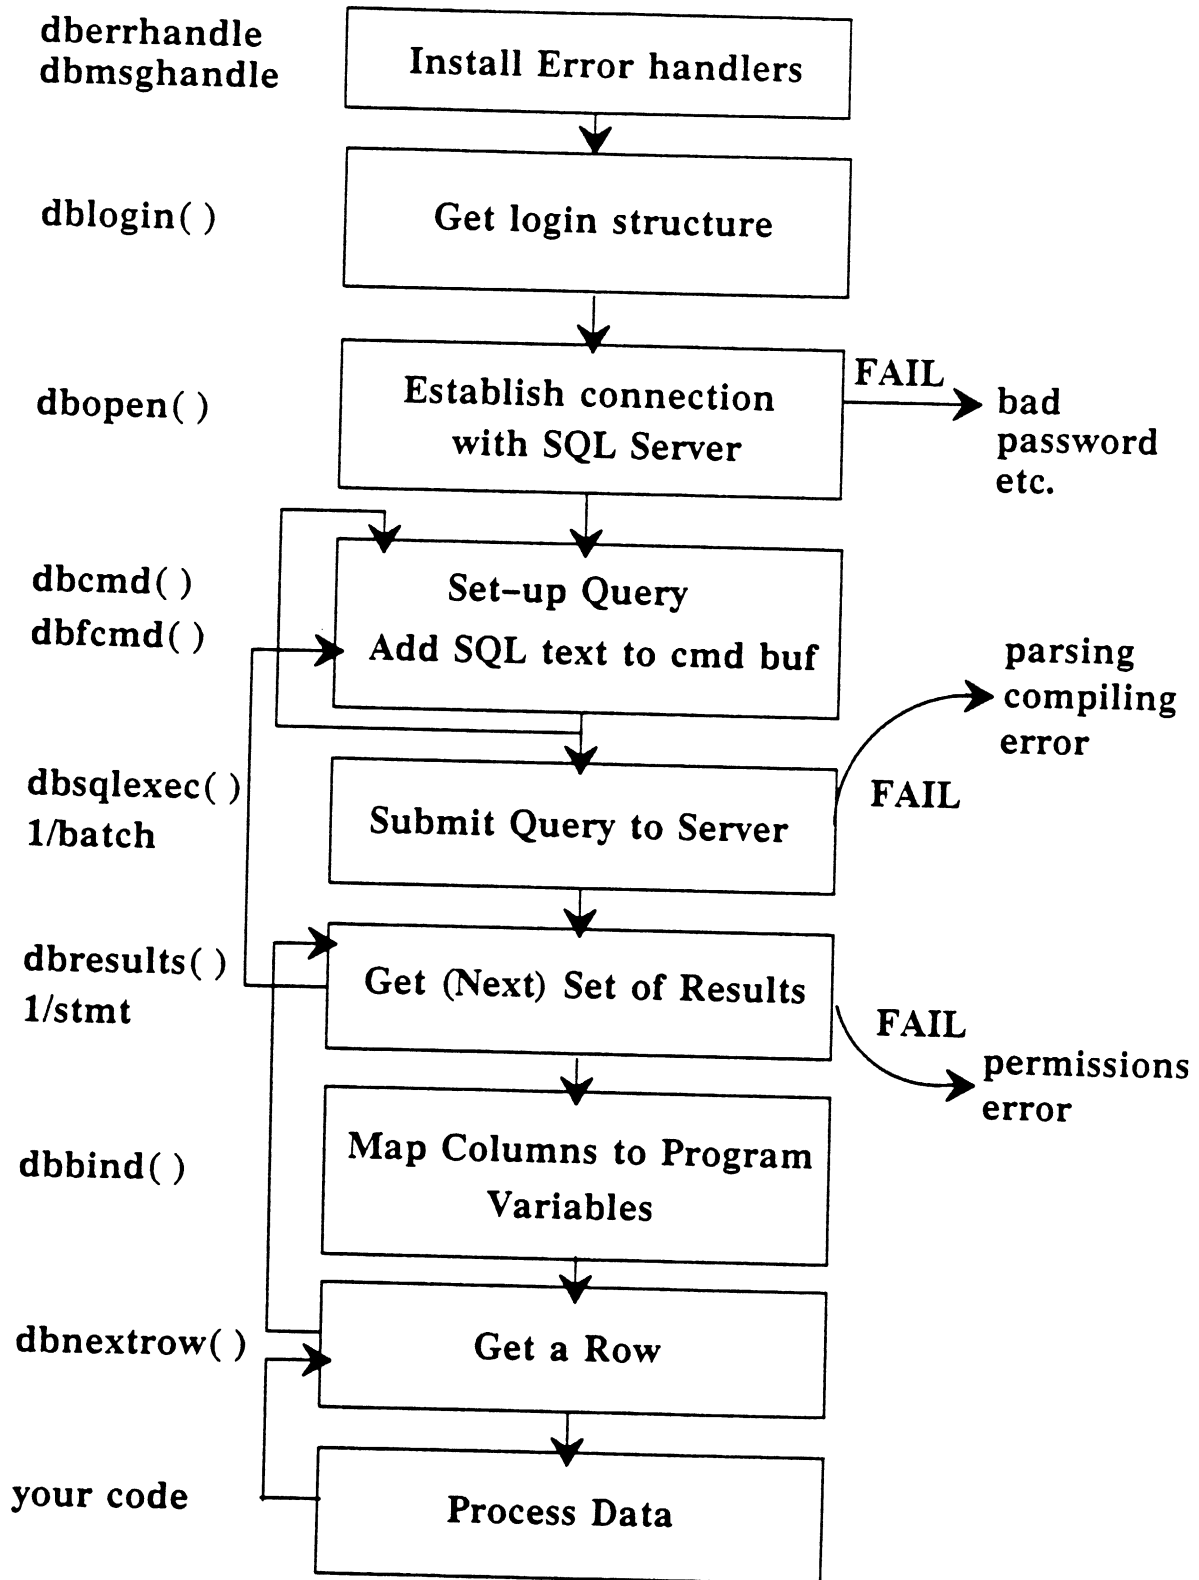 dberrhandle
dbmsghandle
Install Error handlers
dblogin( )
Get login structure
dbopen( )
Establish connection
with SQL Server
FAIL
bad
password
etc.
dbcmd( )
dbfcmd( )
Set-up Query
Add SQL text to cmd buf
parsing
compiling
error
FAIL
dbsqlexec( )
1/batch
Submit Query to Server
dbresults( )
1/stmt
Get (Next) Set of Results
FAIL
permissions
error
dbbind( )
Map Columns to Program
Variables
dbnextrow( )
Get a Row
your code
Process Data